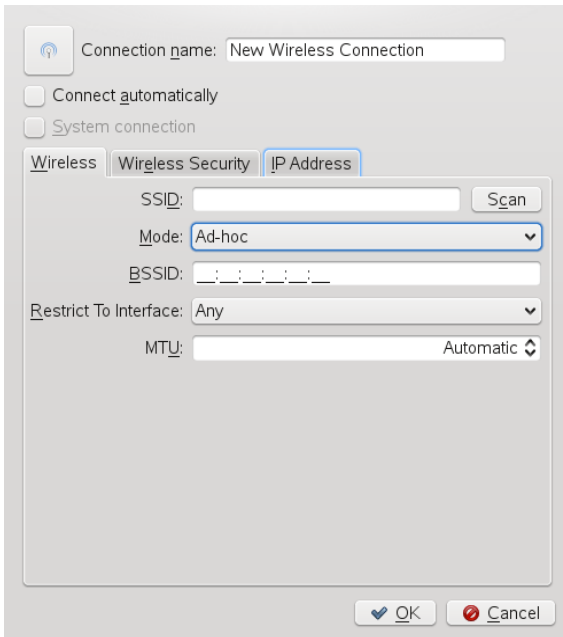 Connection name: New Wireless Connection
Connect automatically
System connection
Wireless Wireless Security IP Address
SSID: Scan
Mode: Ad-hoc
BSSID: __:__:__:__:__:__
Restrict To Interface: Any
MTU: Automatic
OK Cancel